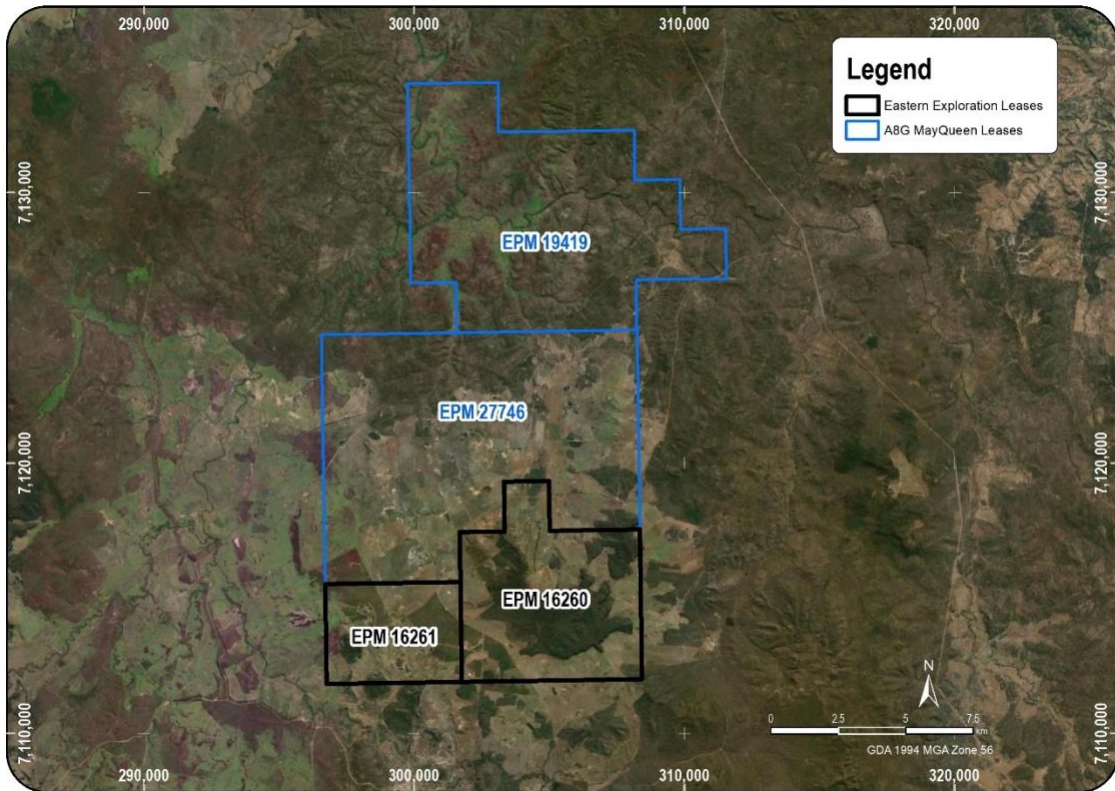 290,000
300,000
310,000
320,000
Legend
Eastern Exploration Leases
A8G MayQueen Leases
7,130,000
7,130,000
EPM 19419
EPM 27746
7,120,000
7,120,000
EPM 16260
EPM 16261
N
0 2.5 5 7.5
km
GDA 1994 MGA Zone 56
7,110,000
7,110,000
290,000
300,000
310,000
320,000